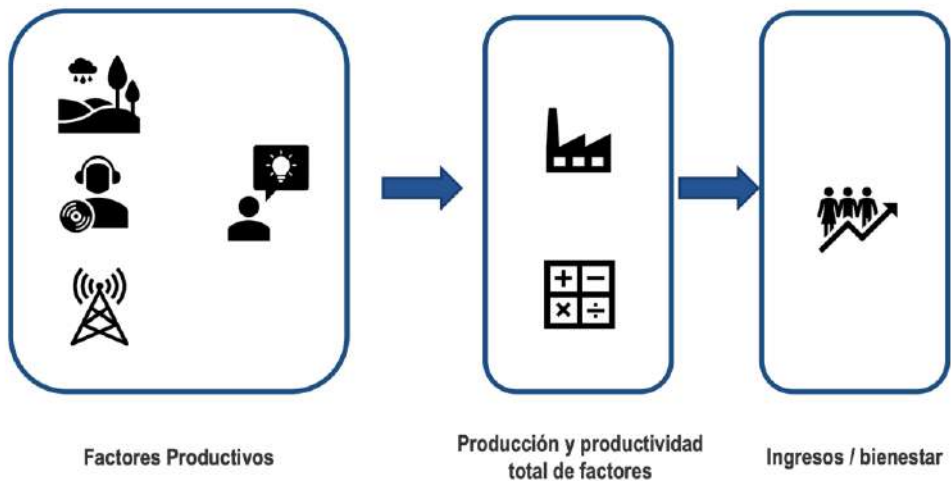 Factores Productivos
Producción y productividad
total de factores
Ingresos / bienestar